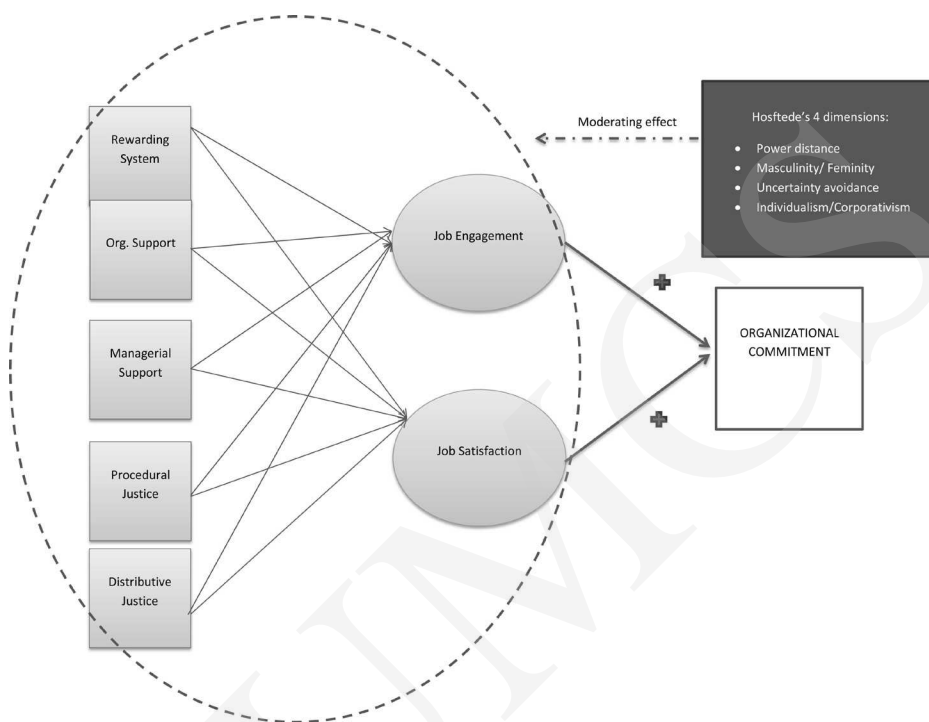 Rewarding
System
Org. Support
Managerial
Support
Procedural
Justice
Distributive
Justice
Job Engagement
Job Satisfaction
Moderating effect
Hosftede's 4 dimensions:
• Power distance
• Masculinity/ Feminity
• Uncertainty avoidance
• Individualism/Corporativism
ORGANIZATIONAL
COMMITMENT
UMCS